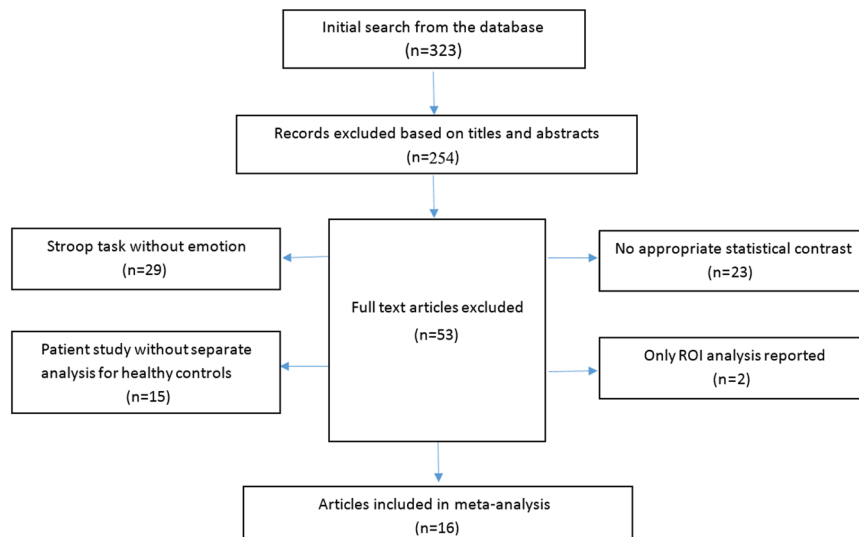 Initial search from the database
(n=323)
Records excluded based on titles and abstracts
(n=254)
Stroop task without emotion
(n=29)
No appropriate statistical contrast
(n=23)
Full text articles excluded
(n=53)
Patient study without separate
analysis for healthy controls
(n=15)
Only ROI analysis reported
(n=2)
Articles included in meta-analysis
(n=16)